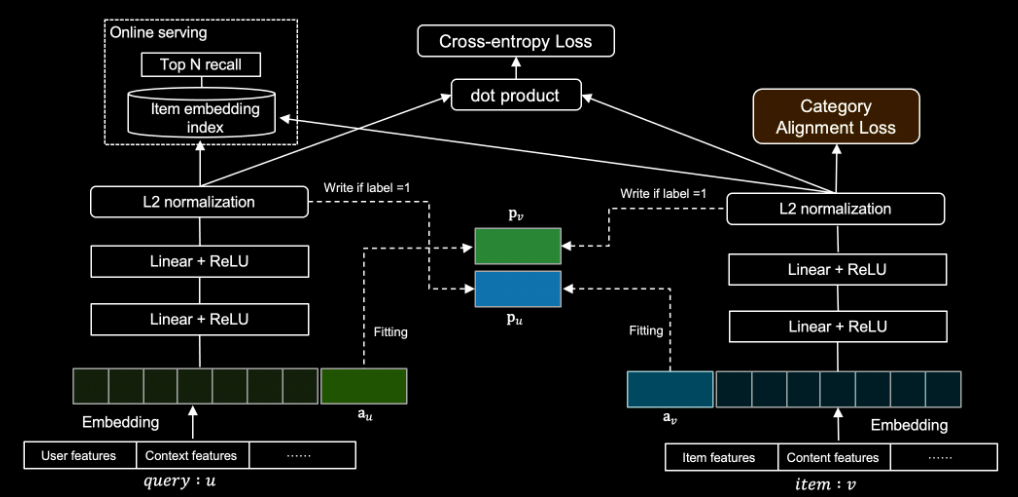 Online serving
Top N recall
Item embedding
index
Cross-entropy Loss
dot product
Category
Alignment Loss
L2 normalization
Write if label =1
Write if label =1
L2 normalization
p_v
Linear + ReLU
Linear + ReLU
p_u
Linear + ReLU
Linear + ReLU
Fitting
Fitting
a_u
a_v
Embedding
Embedding
User features
Context features
……
Item features
Content features
……
query : u
item : v